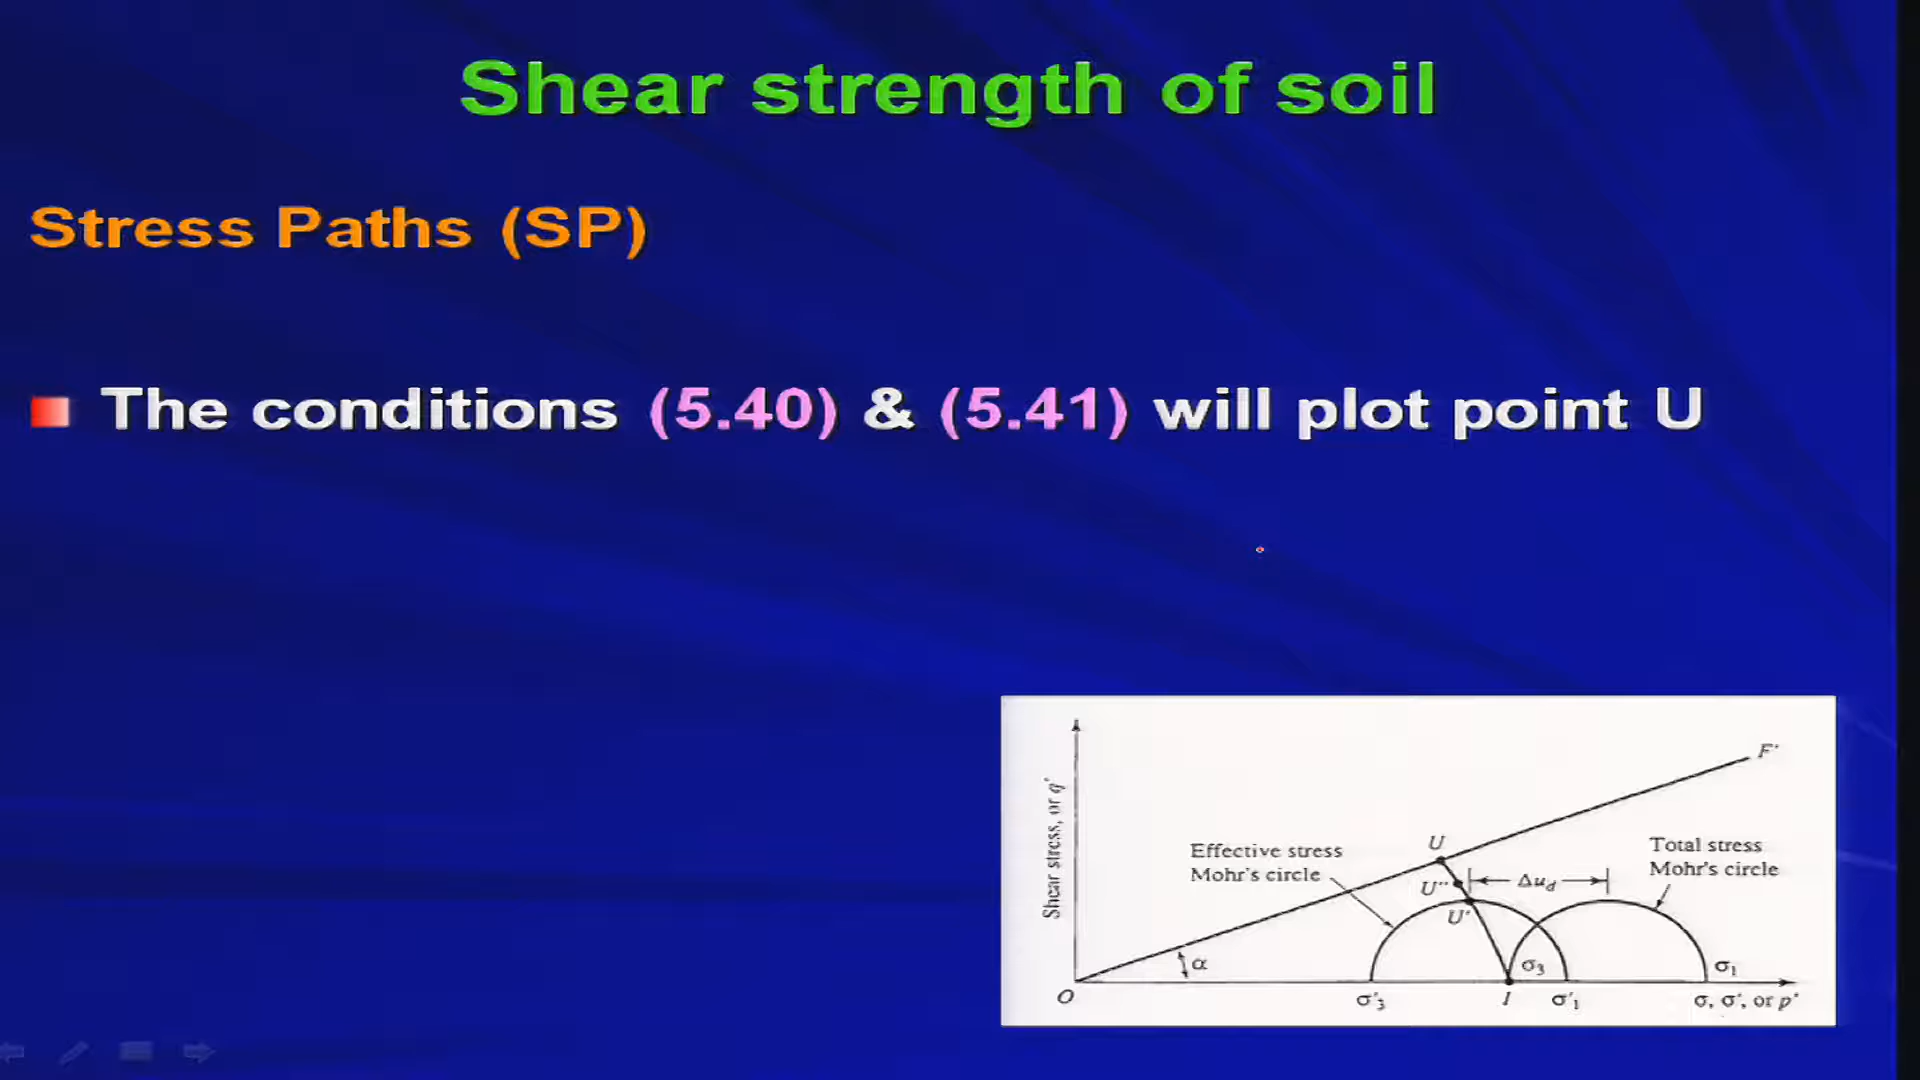 Shear strength of soil
Stress Paths (SP)
The conditions (5.40) & (5.41) will plot point U
Shear stress, or q'
F'
Effective stress
Mohr's circle
U
U''
U'
Δu_d
Total stress
Mohr's circle
α
σ3
σ1
O
σ'3
I
σ'1
σ, σ', or p'